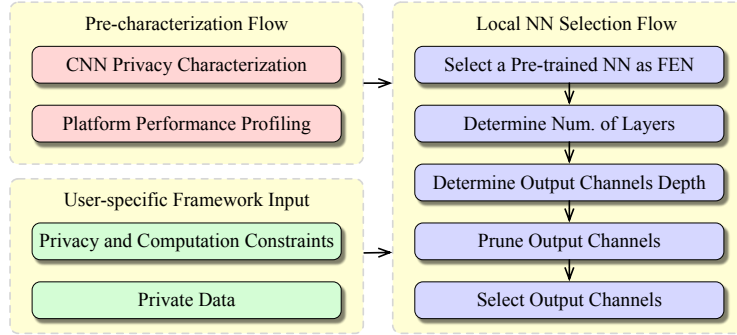 Pre-characterization Flow
CNN Privacy Characterization
Platform Performance Profiling
User-specific Framework Input
Privacy and Computation Constraints
Private Data
Local NN Selection Flow
Select a Pre-trained NN as FEN
Determine Num. of Layers
Determine Output Channels Depth
Prune Output Channels
Select Output Channels